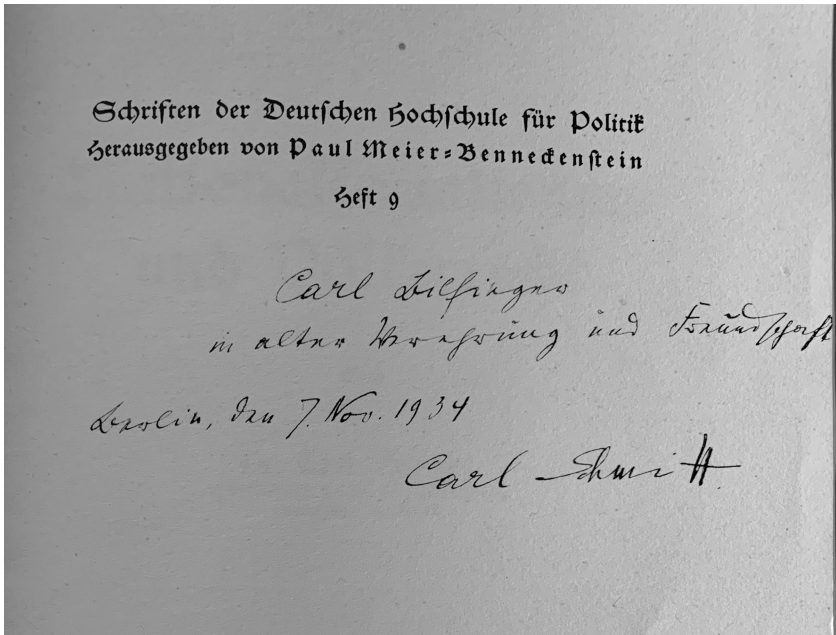 Schriften der Deutschen Hochschule für Politik
Herausgegeben von Paul Meier-Benneckenstein
Heft 9
Carl Bilfinger
in alter Verehrung und Freundschaft
Berlin, den 7. Nov. 1934
Carl Schmitt